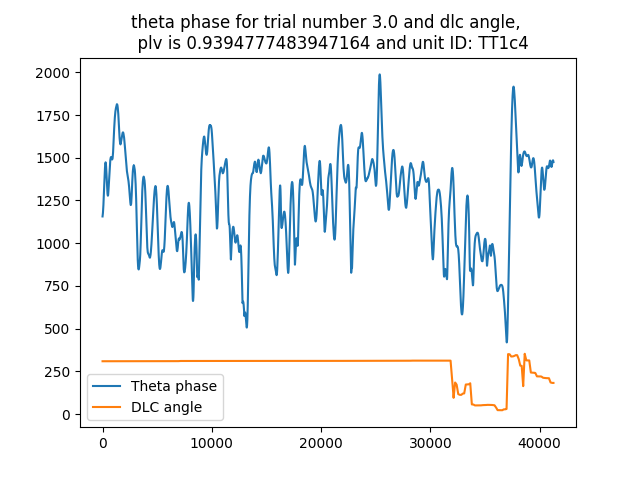 theta phase for trial number 3.0 and dlc angle,
plv is 0.9394777483947164 and unit ID: TT1c4
2000
1750
1500
1250
1000
750
500
250
0
Theta phase
DLC angle
0 10000 20000 30000 40000